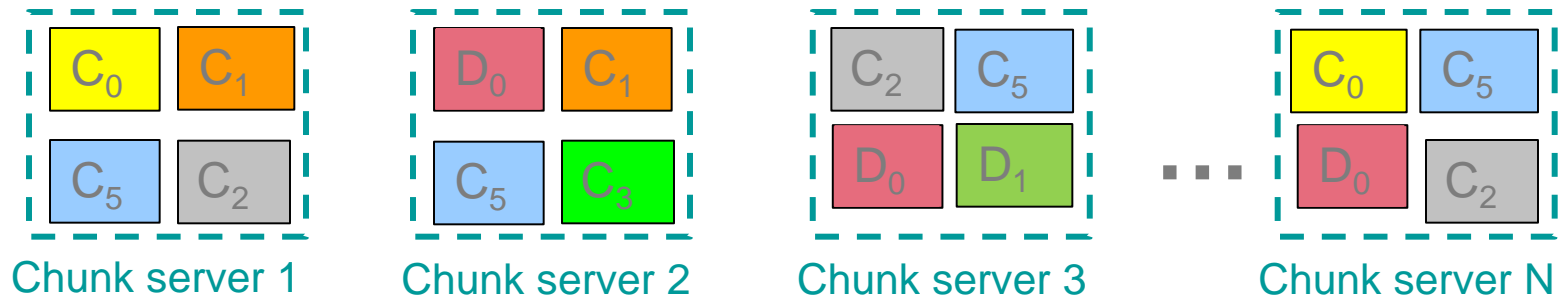 C0 C1 D0 C1 C2 C5 C0 C5
C5 C2 C5 C3 D0 D1 ... D0 C2
Chunk server 1 Chunk server 2 Chunk server 3 Chunk server N